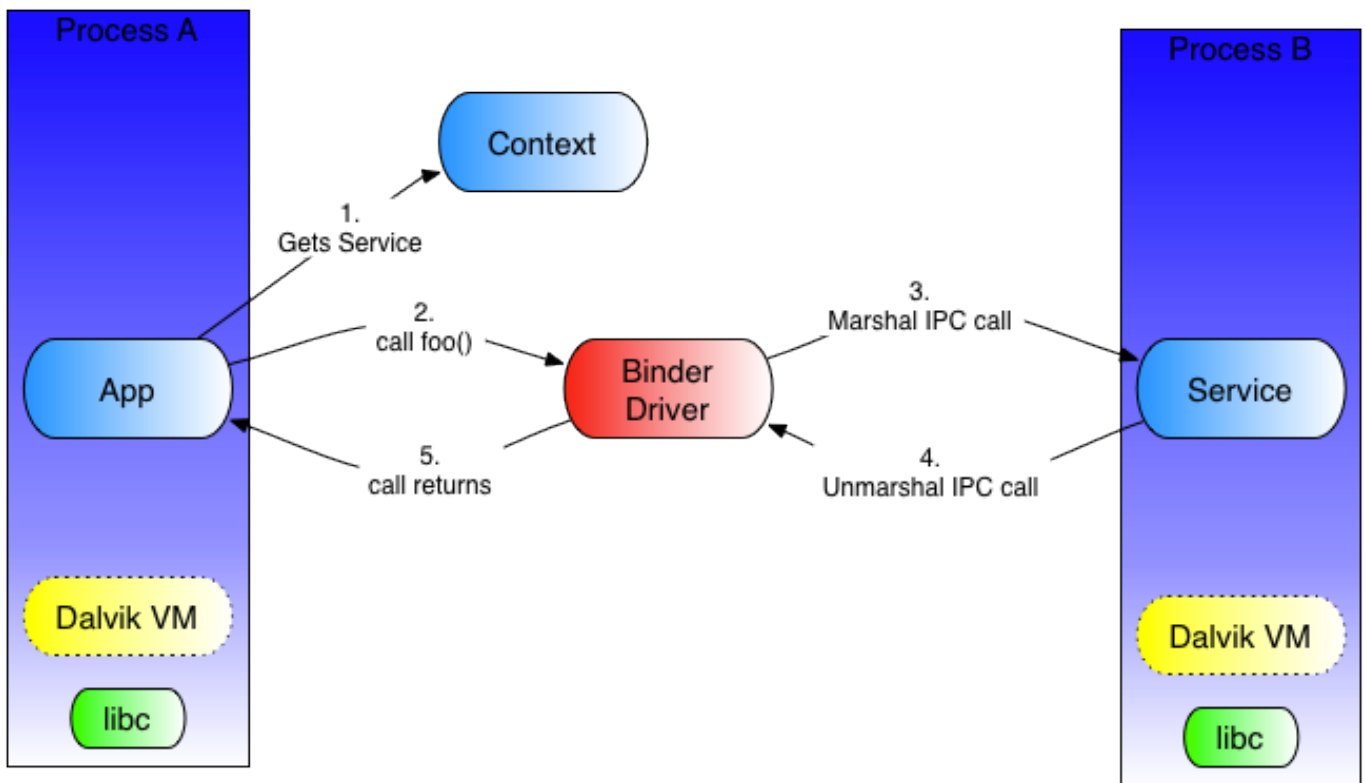 Process A
Process B
Context
1.
Gets Service
2.
call foo()
3.
Marshal IPC call
App
Binder
Driver
Service
5.
call returns
4.
Unmarshal IPC call
Dalvik VM
Dalvik VM
libc
libc